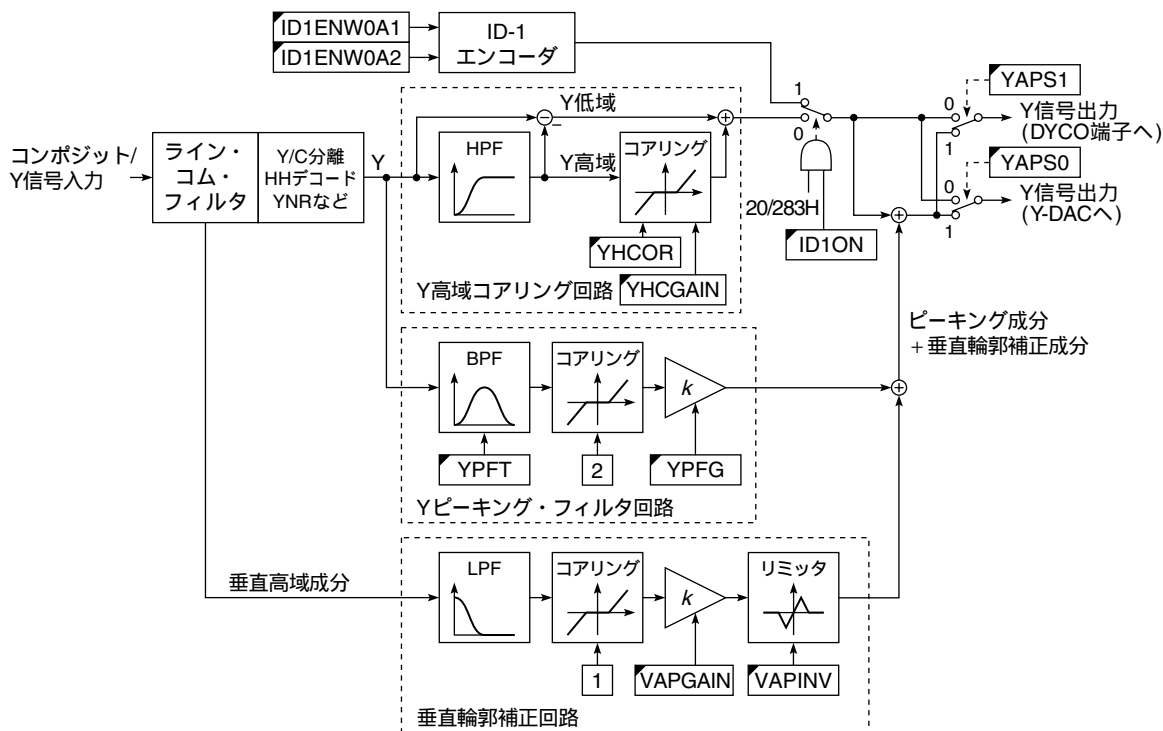 ID1ENW0A1
ID1ENW0A2
ID-1
エンコーダ
YAPS1
Y信号出力
(DYCO端子へ)
YAPS0
Y信号出力
(Y-DACへ)
1
0
0
1
0
1
コンポジット/
Y信号入力
ライン・
コム・
フィルタ
Y/C分離
HHデコード
YNRなど
Y
Y低域
−
−
+
HPF
Y高域
コアリング
YHCOR
YHCGAIN
Y高域コアリング回路
20/283H
ID1ON
+
ピーキング成分
+垂直輪郭補正成分
+
BPF
コアリング
k
YPFT
2
YPFG
Yピーキング・フィルタ回路
垂直高域成分
LPF
コアリング
k
リミッタ
1
VAPGAIN
VAPINV
垂直輪郭補正回路